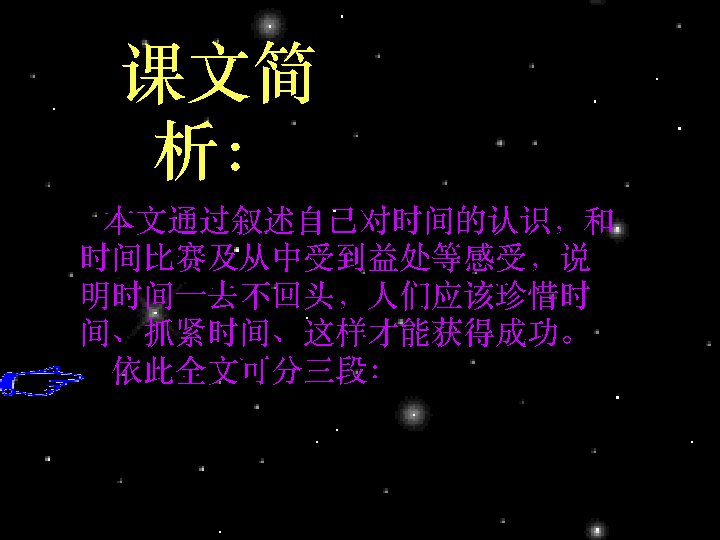 课文简
析：
本文通过叙述自己对时间的认识，和
时间比赛及从中受到益处等感受，说
明时间一去不回头，人们应该珍惜时
间、抓紧时间、这样才能获得成功。
依此全文可分三段：